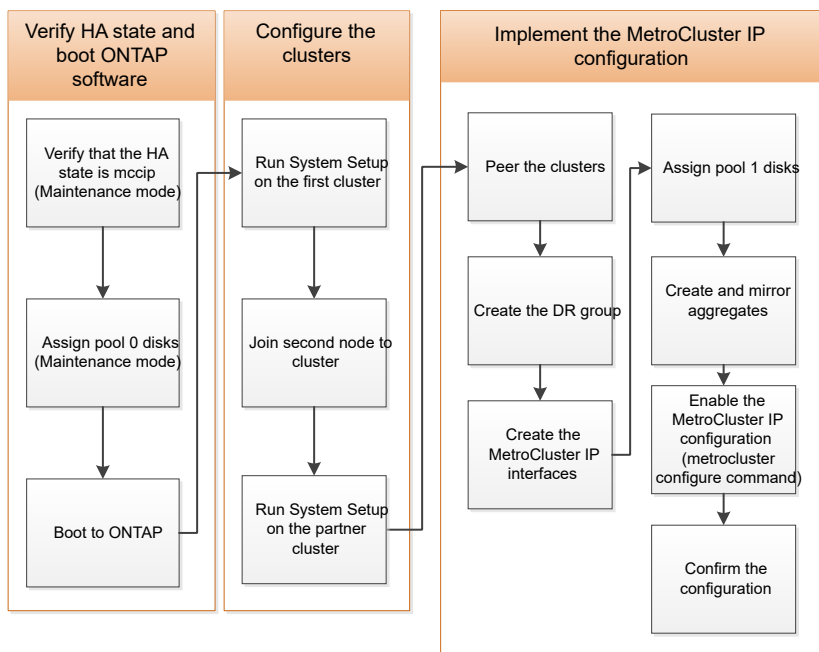 Verify HA state and
boot ONTAP
software
Verify that the HA
state is mccip
(Maintenance mode)
Assign pool 0 disks
(Maintenance mode)
Boot to ONTAP
Configure the
clusters
Run System Setup
on the first cluster
Join second node to
cluster
Run System Setup
on the partner
cluster
Implement the MetroCluster IP
configuration
Peer the clusters
Create the DR group
Create the
MetroCluster IP
interfaces
Assign pool 1 disks
Create and mirror
aggregates
Enable the
MetroCluster IP
configuration
(metrocluster
configure command)
Confirm the
configuration